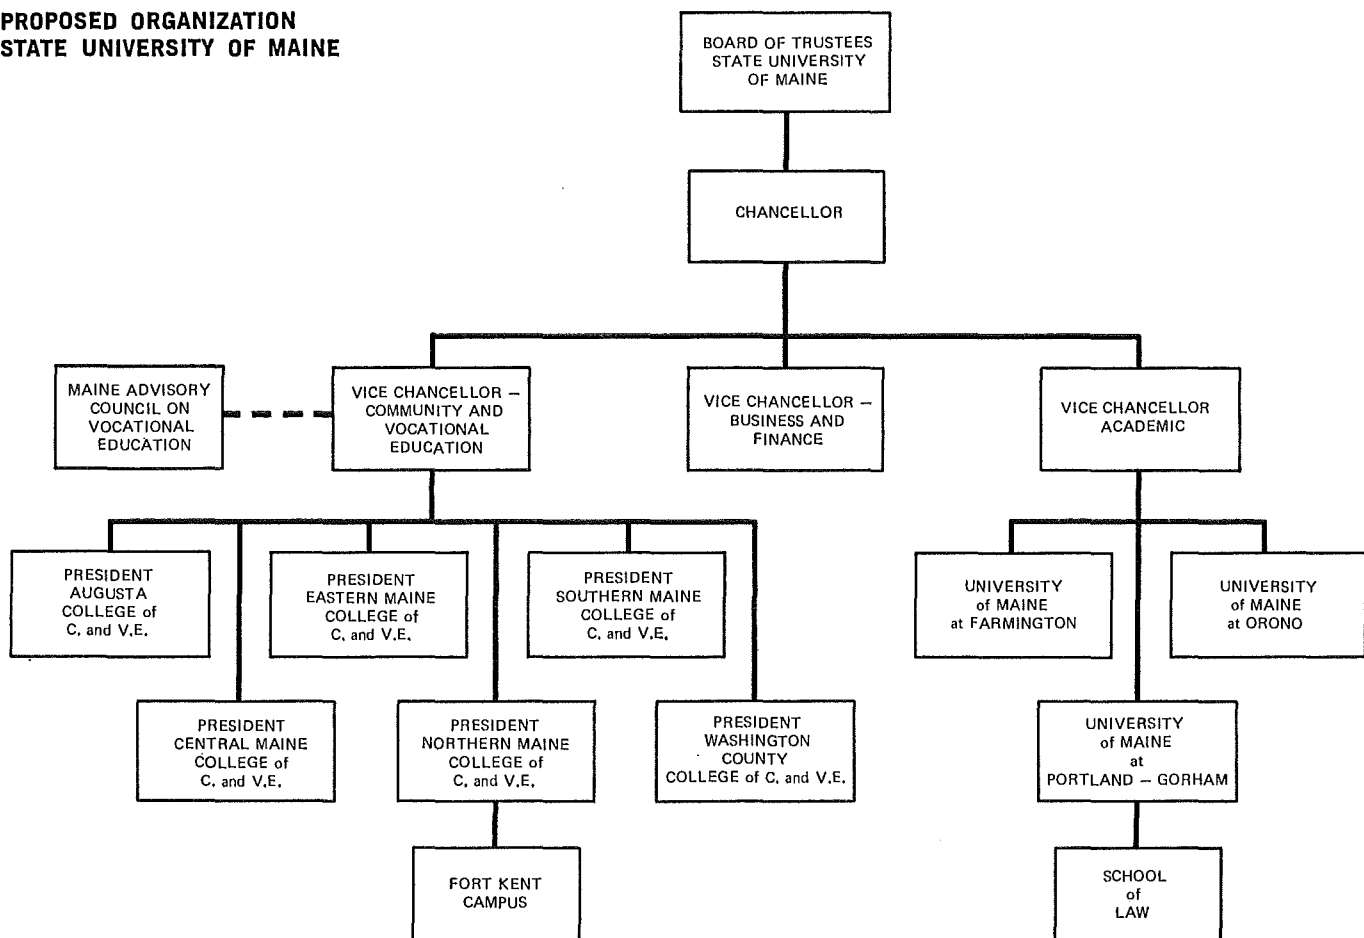 PROPOSED ORGANIZATION
STATE UNIVERSITY OF MAINE
BOARD OF TRUSTEES
STATE UNIVERSITY
OF MAINE
CHANCELLOR
MAINE ADVISORY
COUNCIL ON
VOCATIONAL
EDUCATION
VICE CHANCELLOR –
COMMUNITY AND
VOCATIONAL
EDUCATION
VICE CHANCELLOR –
BUSINESS AND
FINANCE
VICE CHANCELLOR
ACADEMIC
PRESIDENT
AUGUSTA
COLLEGE of
C. and V.E.
PRESIDENT
EASTERN MAINE
COLLEGE of
C. and V.E.
PRESIDENT
SOUTHERN MAINE
COLLEGE of
C. and V.E.
UNIVERSITY
of MAINE
at FARMINGTON
UNIVERSITY
of MAINE
at ORONO
PRESIDENT
CENTRAL MAINE
COLLEGE of
C. and V.E.
PRESIDENT
NORTHERN MAINE
COLLEGE of
C. and V.E.
PRESIDENT
WASHINGTON
COUNTY
COLLEGE of C. and V.E.
UNIVERSITY
of MAINE
at
PORTLAND – GORHAM
FORT KENT
CAMPUS
SCHOOL
of
LAW